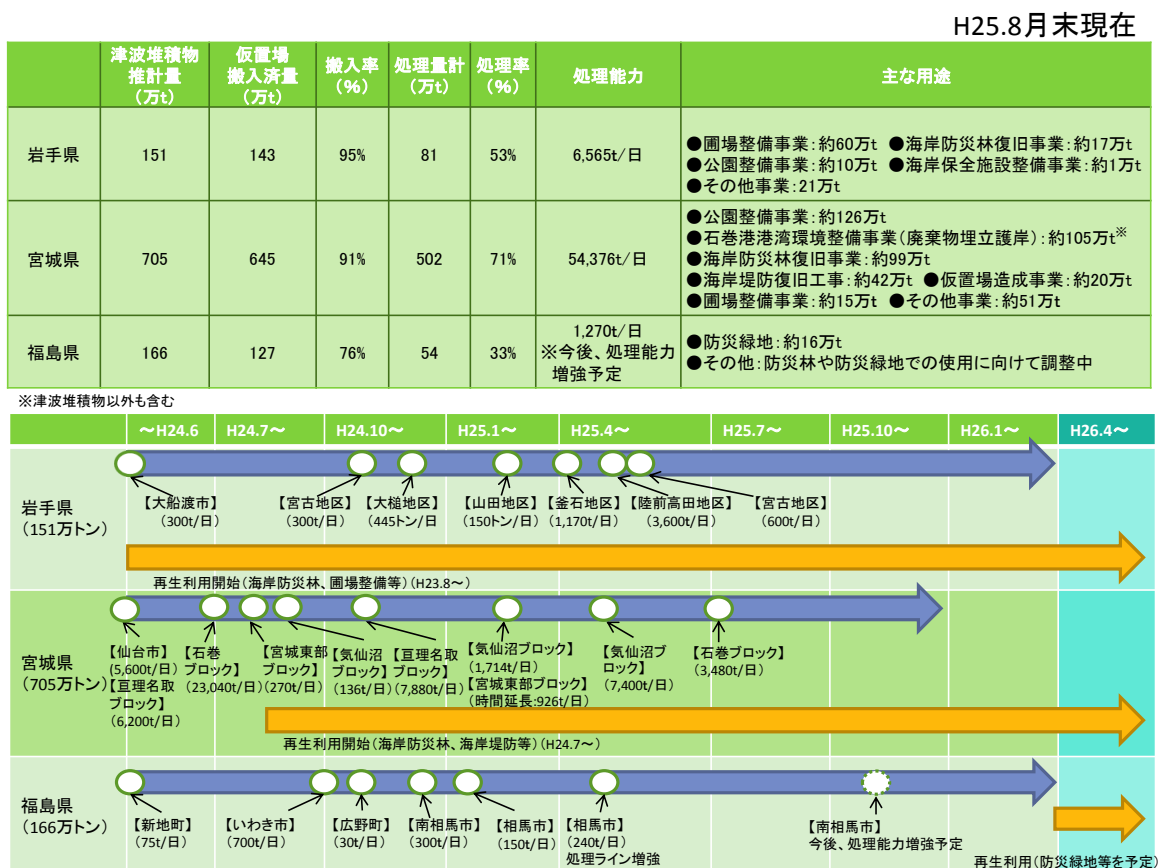 H25.8月末現在
津波堆積物
推計量
(万t)
仮置場
搬入済量
(万t)
搬入率
(%)
処理量計
(万t)
処理率
(%)
処理能力
主な用途
岩手県
151
143
95%
81
53%
6,565t/日
●圃場整備事業:約60万t ●海岸防災林復旧事業:約17万t
●公園整備事業:約10万t ●海岸保全施設整備事業:約1万t
●その他事業:21万t
宮城県
705
645
91%
502
71%
54,376t/日
●公園整備事業:約126万t
●石巻港港湾環境整備事業(廃棄物埋立護岸):約105万t※
●海岸防災林復旧事業:約99万t
●海岸堤防復旧工事:約42万t ●仮置場造成事業:約20万t
●圃場整備事業:約15万t ●その他事業:約51万t
福島県
166
127
76%
54
33%
1,270t/日
※今後、処理能力
増強予定
●防災緑地:約16万t
●その他:防災林や防災緑地での使用に向けて調整中
※津波堆積物以外も含む
～H24.6
H24.7～
H24.10～
H25.1～
H25.4～
H25.7～
H25.10～
H26.1～
H26.4～
岩手県
(151万トン)
【大船渡市】
(300t/日)
【宮古地区】
(300t/日)
【大槌地区】
(445トン/日
【山田地区】
(150トン/日)
【釜石地区】
(1,170t/日)
【陸前高田地区】
(3,600t/日)
【宮古地区】
(600t/日)
再生利用開始(海岸防災林、圃場整備等)(H23.8～)
宮城県
(705万トン)
【仙台市】
(5,600t/日)
【亘理名取
ブロック】
(6,200t/日)
【石巻
ブロック】
(23,040t/日)
【宮城東部
ブロック】
(270t/日)
【気仙沼
ブロック】
(136t/日)
【亘理名取
ブロック】
(7,880t/日)
【気仙沼ブロック】
(1,714t/日)
【宮城東部ブロック】
(時間延長:926t/日)
【気仙沼ブ
ロック】
(7,400t/日)
【石巻ブロック】
(3,480t/日)
再生利用開始(海岸防災林、海岸堤防等)(H24.7～)
福島県
(166万トン)
【新地町】
(75t/日)
【いわき市】
(700t/日)
【広野町】
(30t/日)
【南相馬市】
(300t/日)
【相馬市】
(150t/日)
【相馬市】
(240t/日)
処理ライン増強
【南相馬市】
今後、処理能力増強予定
再生利用(防災緑地等を予定)